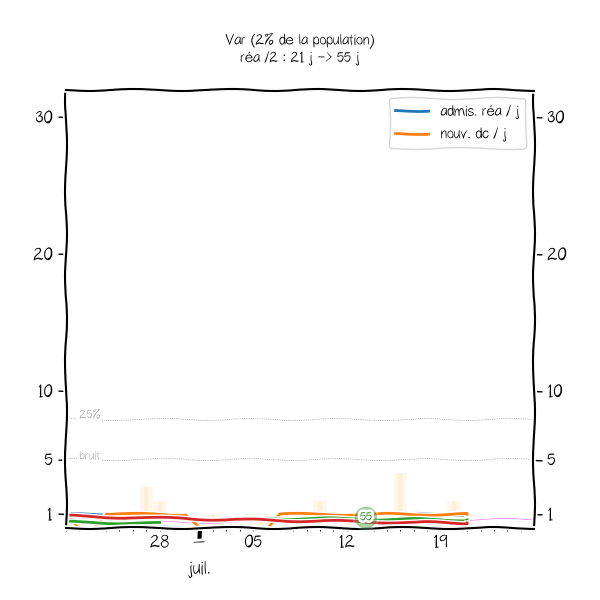 Var (2% de la population)
réa /2 : 21 j -> 55 j
admis. réa / j
nouv. dc / j
30
30
20
20
10
10
25%
5
bruit
5
1
55
1
28
1
05
12
19
juil.